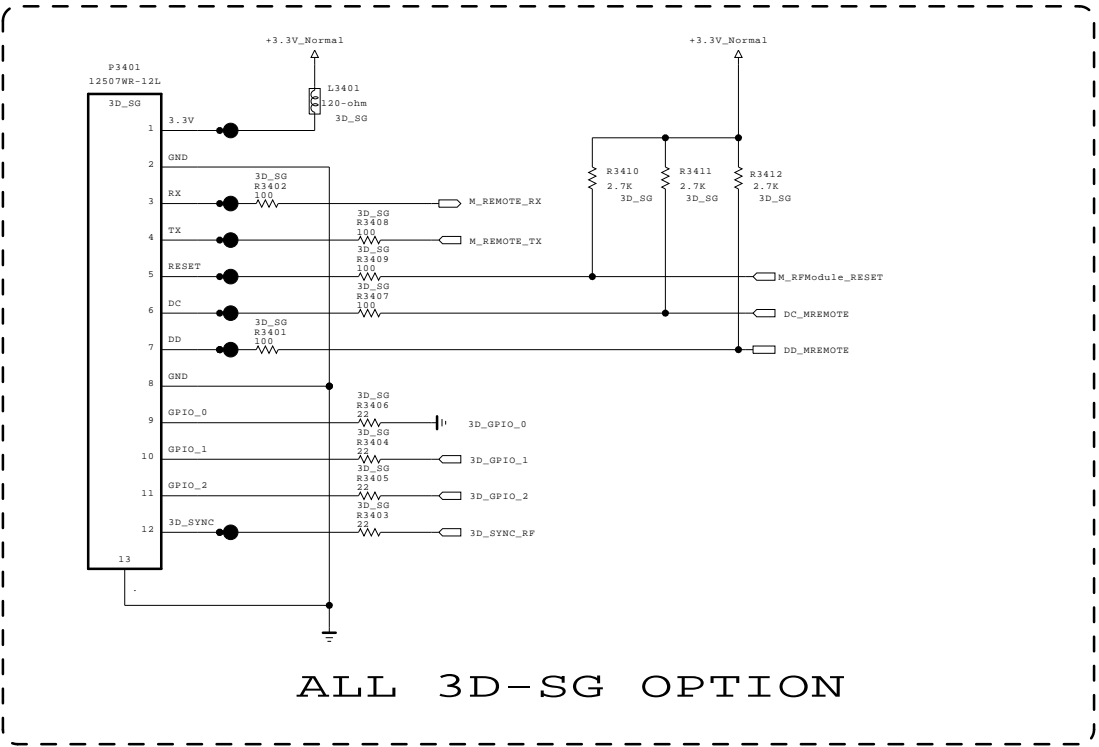 +3.3V_Normal
+3.3V_Normal
P3401
12507WR-12L
3D_SG
L3401
120-ohm
3D_SG
1
3.3V
2
GND
3D_SG
R3402
100
3
RX
M_REMOTE_RX
R3410
2.7K
3D_SG
R3411
2.7K
3D_SG
R3412
2.7K
3D_SG
3D_SG
R3408
100
4
TX
M_REMOTE_TX
3D_SG
R3409
100
5
RESET
M_RFModule_RESET
3D_SG
R3407
100
6
DC
DC_MREMOTE
3D_SG
R3401
100
7
DD
DD_MREMOTE
8
GND
3D_SG
R3406
22
9
GPIO_0
3D_GPIO_0
3D_SG
R3404
22
10
GPIO_1
3D_GPIO_1
3D_SG
R3405
22
11
GPIO_2
3D_GPIO_2
3D_SG
R3403
22
12
3D_SYNC
3D_SYNC_RF
13
.
ALL 3D-SG OPTION